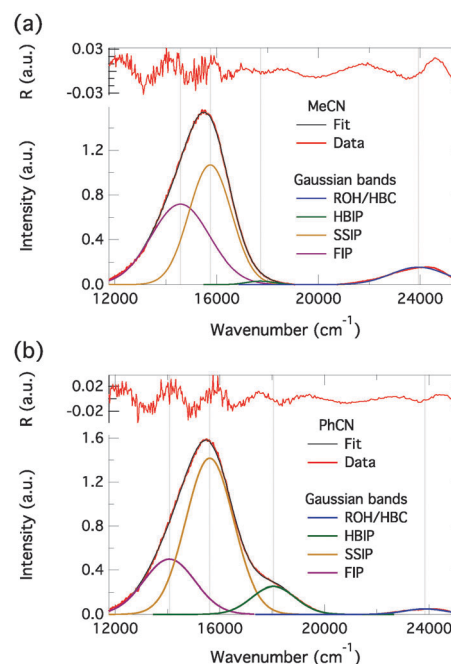 (a)
R (a.u.)
0.03
-0.03
Intensity (a.u.)
1.2
0.8
0.4
0.0
MeCN
Fit
Data
Gaussian bands
ROH/HBC
HBIP
SSIP
FIP
12000 16000 20000 24000
Wavenumber (cm⁻¹)
(b)
R (a.u.)
0.02
-0.02
Intensity (a.u.)
1.6
1.2
0.8
0.4
0.0
PhCN
Fit
Data
Gaussian bands
ROH/HBC
HBIP
SSIP
FIP
12000 16000 20000 24000
Wavenumber (cm⁻¹)